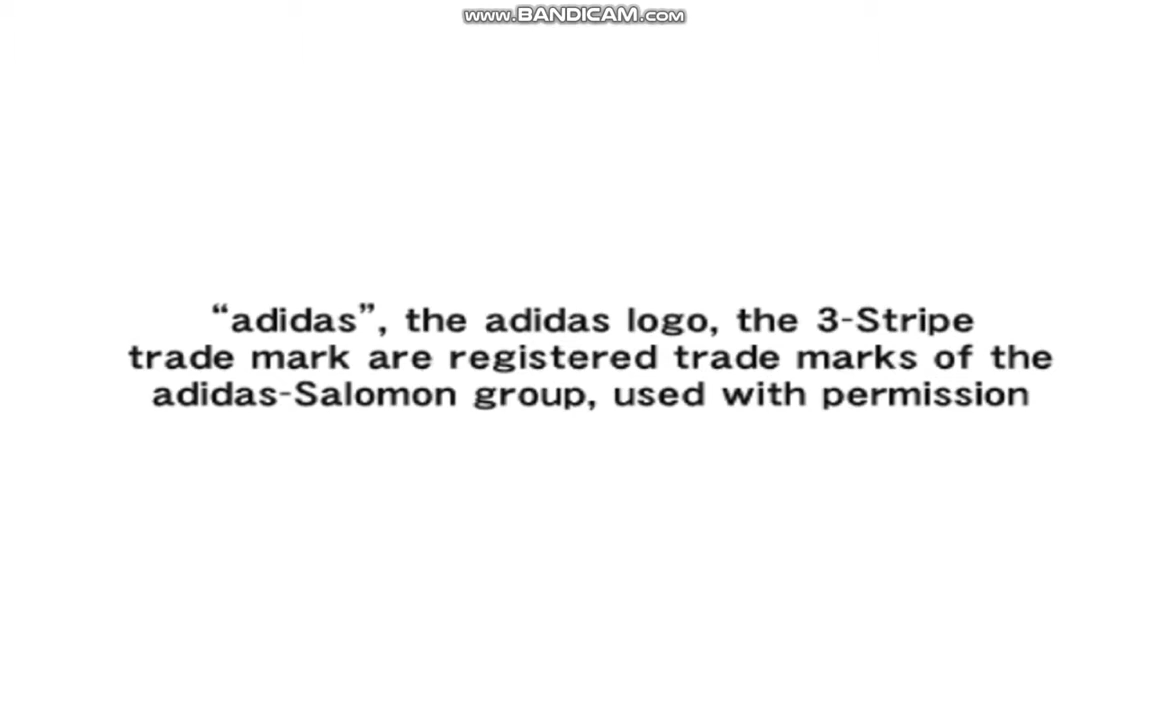 www.BANDICAM.com
“adidas”, the adidas logo, the 3-Stripe
trade mark are registered trade marks of the
adidas-Salomon group, used with permission